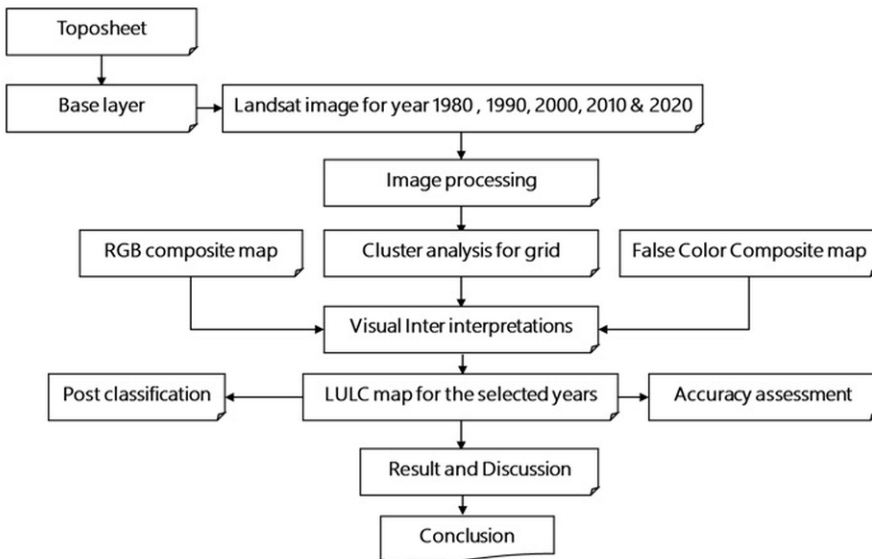 Toposheet
Base layer
Landsat image for year 1980 , 1990, 2000, 2010 & 2020
Image processing
RGB composite map
Cluster analysis for grid
False Color Composite map
Visual Inter interpretations
Post classification
LULC map for the selected years
Accuracy assessment
Result and Discussion
Conclusion